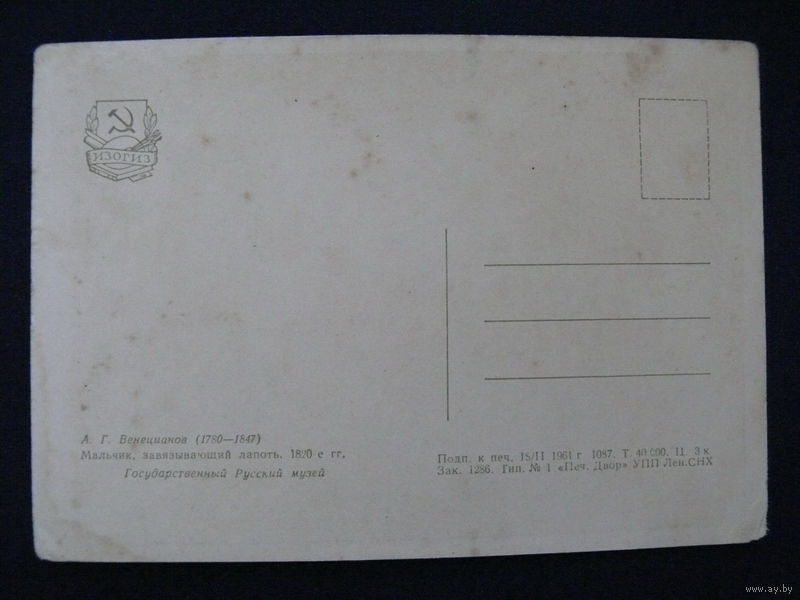 ИЗОГИЗ
А. Г. Венецианов (1780—1847)
Мальчик, завязывающий лапоть. 1820-е гг.
Государственный Русский музей
Подп. к печ. 15/II 1961 г. 1087. Т. 40 000. Ц. 3 к
Зак. 1286. Тип. № 1 «Печ. Двор» УПП Лен.СНХ
www.ay.by